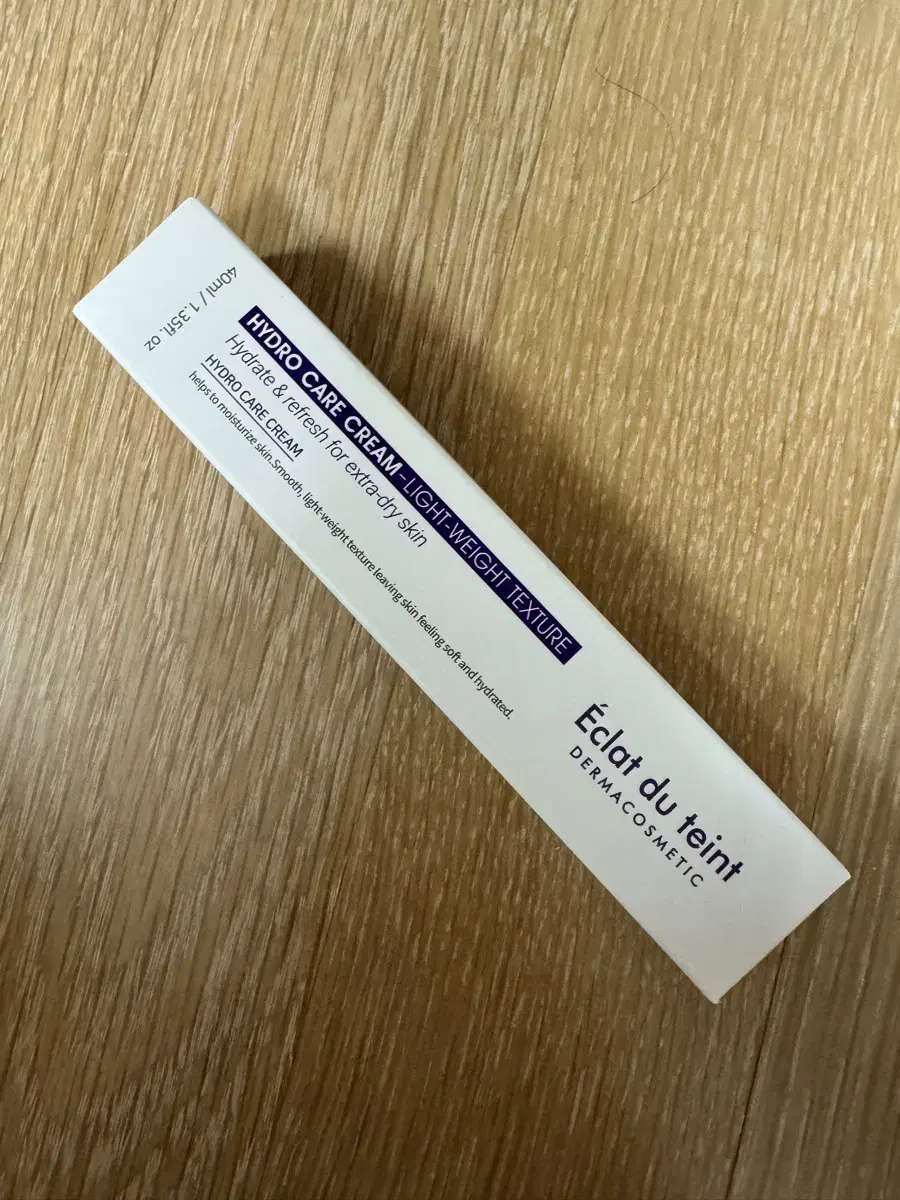 40ml / 1.35fl. oz
HYDRO CARE CREAM-LIGHT-WEIGHT TEXTURE
Hydrate & refresh for extra-dry skin
HYDRO CARE CREAM
helps to moisturize skin.Smooth, light-weight texture leaving skin feeling soft and hydrated.
Éclat du teint
DERMACOSMETIC